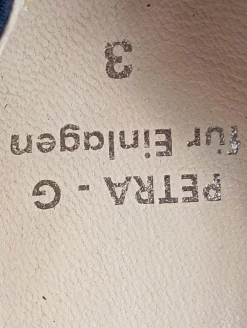 PETRA - G
für Einlagen
3